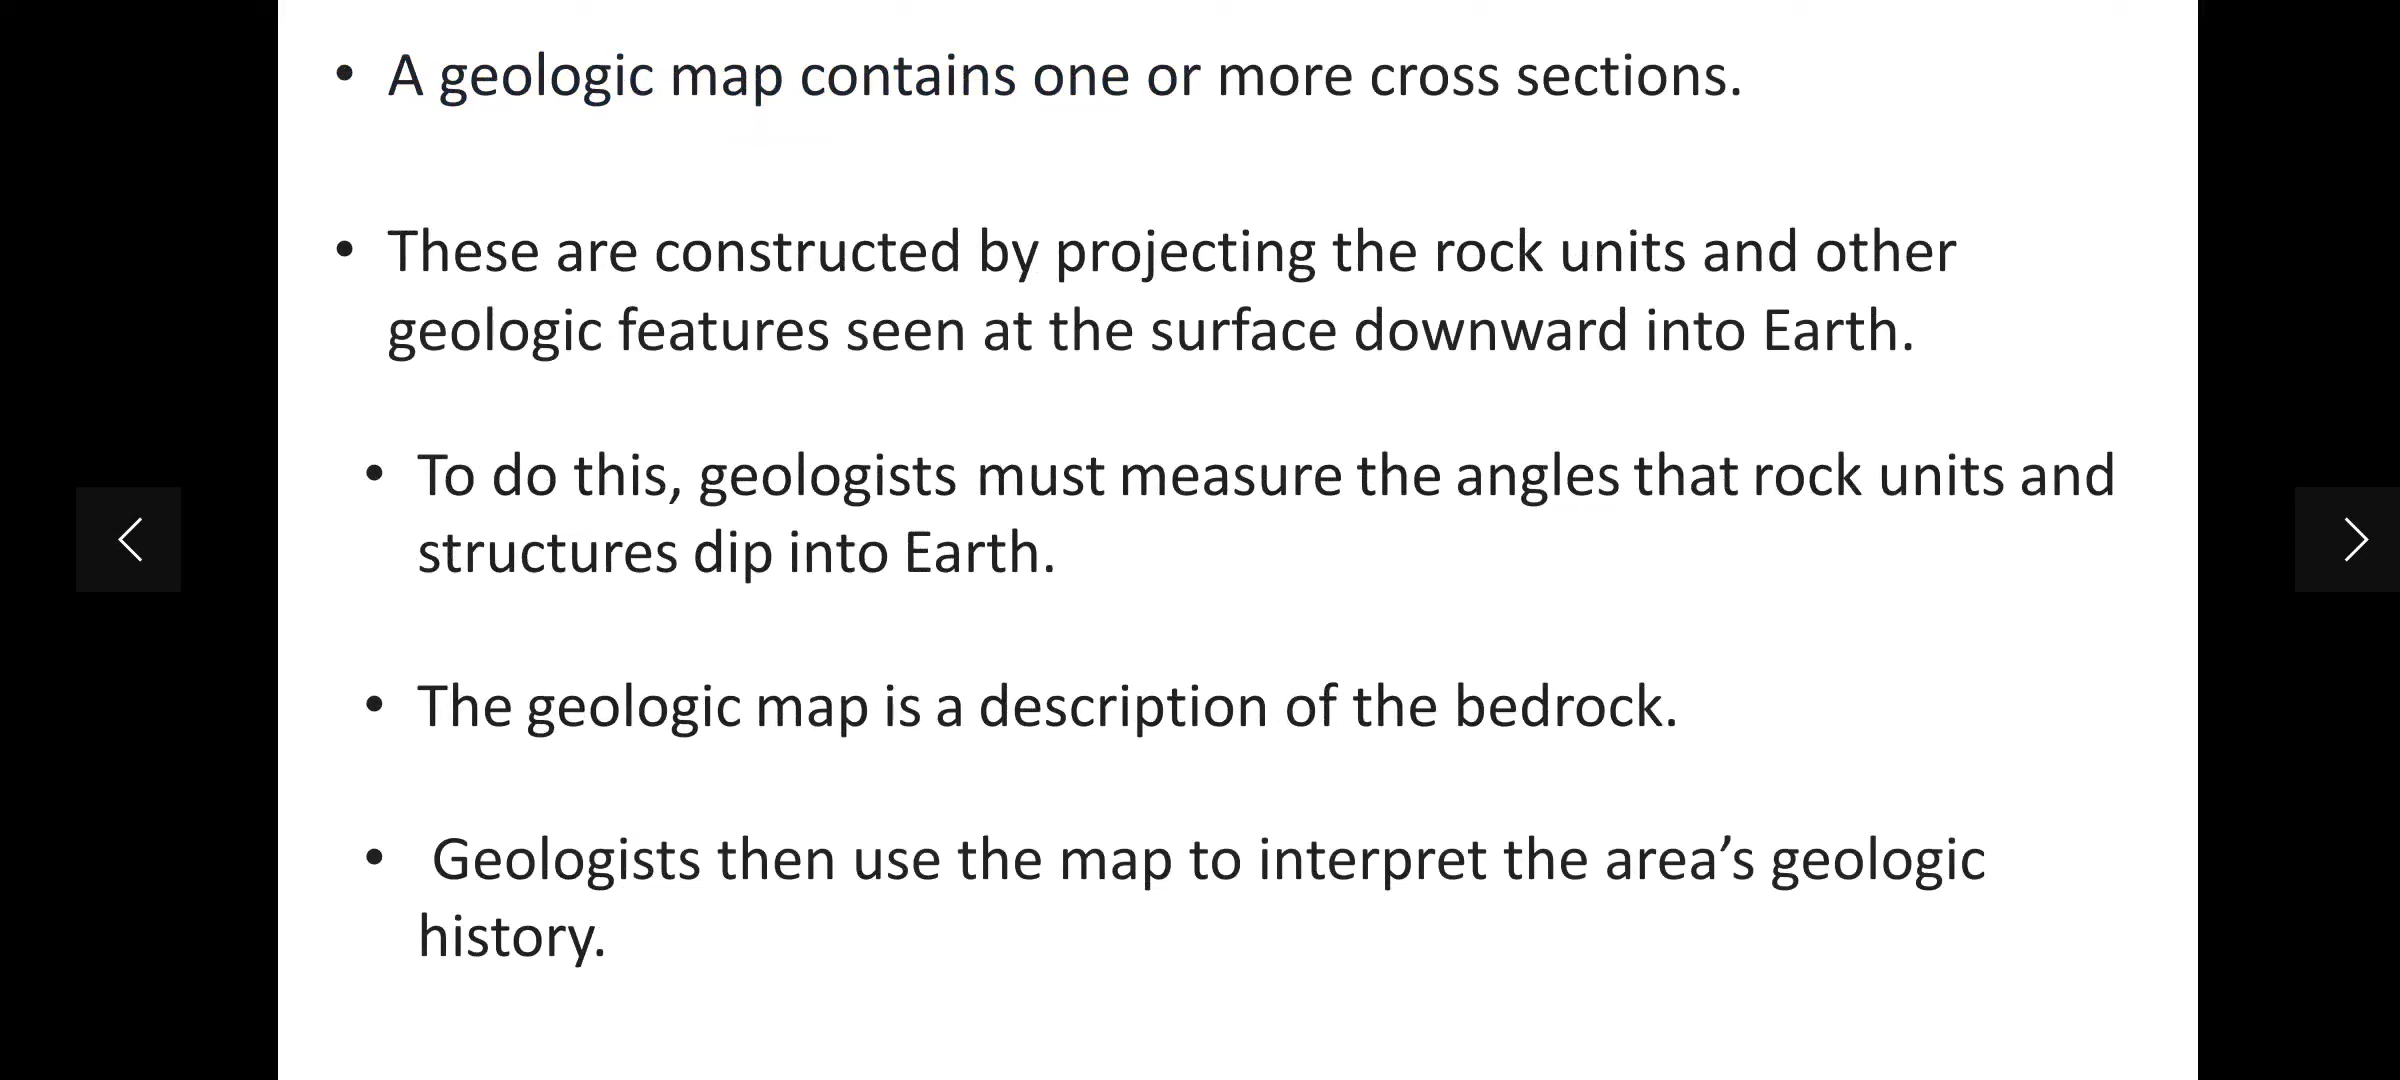 • A geologic map contains one or more cross sections.
• These are constructed by projecting the rock units and other
geologic features seen at the surface downward into Earth.
• To do this, geologists must measure the angles that rock units and
structures dip into Earth.
• The geologic map is a description of the bedrock.
• Geologists then use the map to interpret the area’s geologic
history.